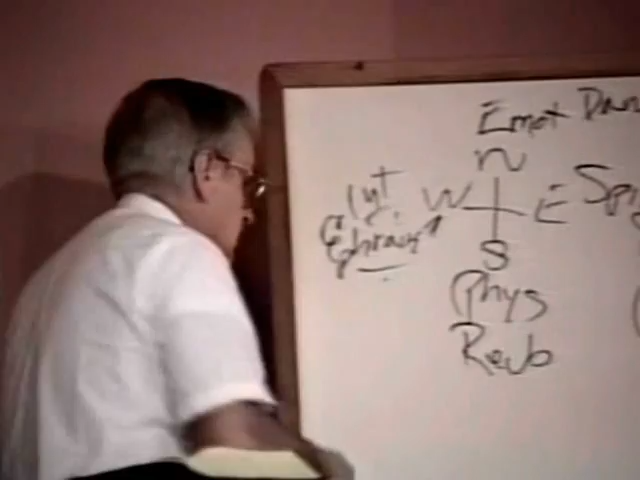 Emot Dan
N
Int W E Spi
Ephraim
S
Phys
Reub